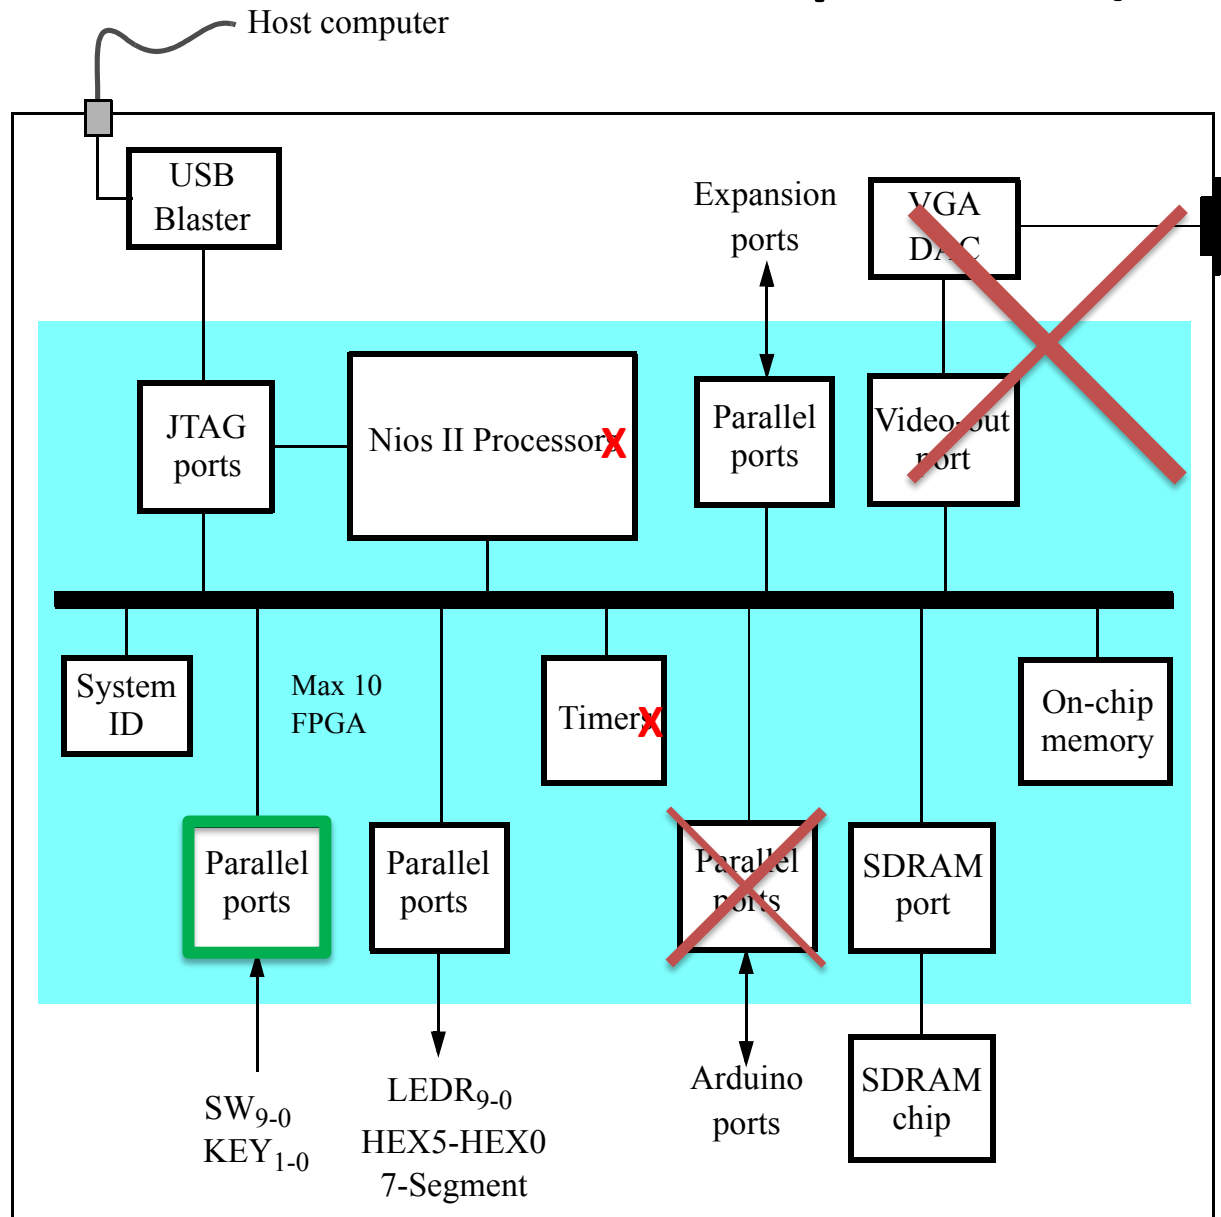 Host computer
USB
Blaster
Expansion
ports
VGA
DAC
JTAG
ports
Nios II Processors
X
Parallel
ports
Video-out
port
System
ID
Max 10
FPGA
Timers
X
On-chip
memory
Parallel
ports
Parallel
ports
Parallel
ports
SDRAM
port
SW9-0
KEY1-0
LEDR9-0
HEX5-HEX0
7-Segment
Arduino
ports
SDRAM
chip